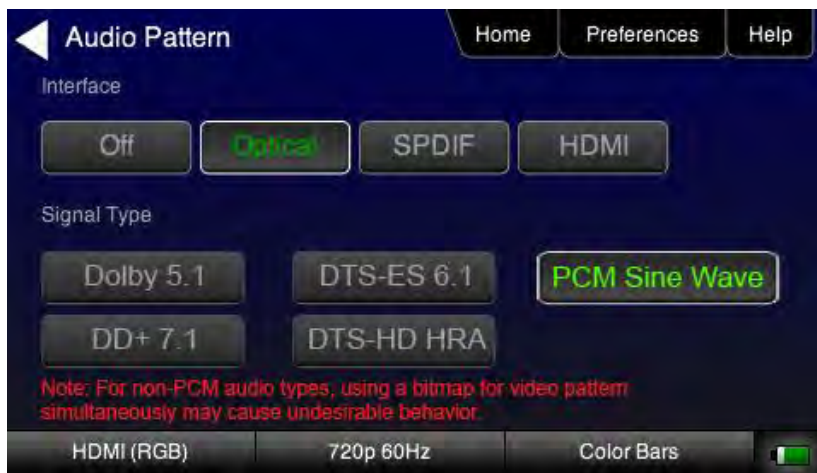 Audio Pattern Home Preferences Help
Interface
Off Optical SPDIF HDMI
Signal Type
Dolby 5.1 DTS-ES 6.1 PCM Sine Wave
DD+ 7.1 DTS-HD HRA
Note: For non-PCM audio types, using a bitmap for video pattern
simultaneously may cause undesirable behavior.
HDMI (RGB) 720p 60Hz Color Bars